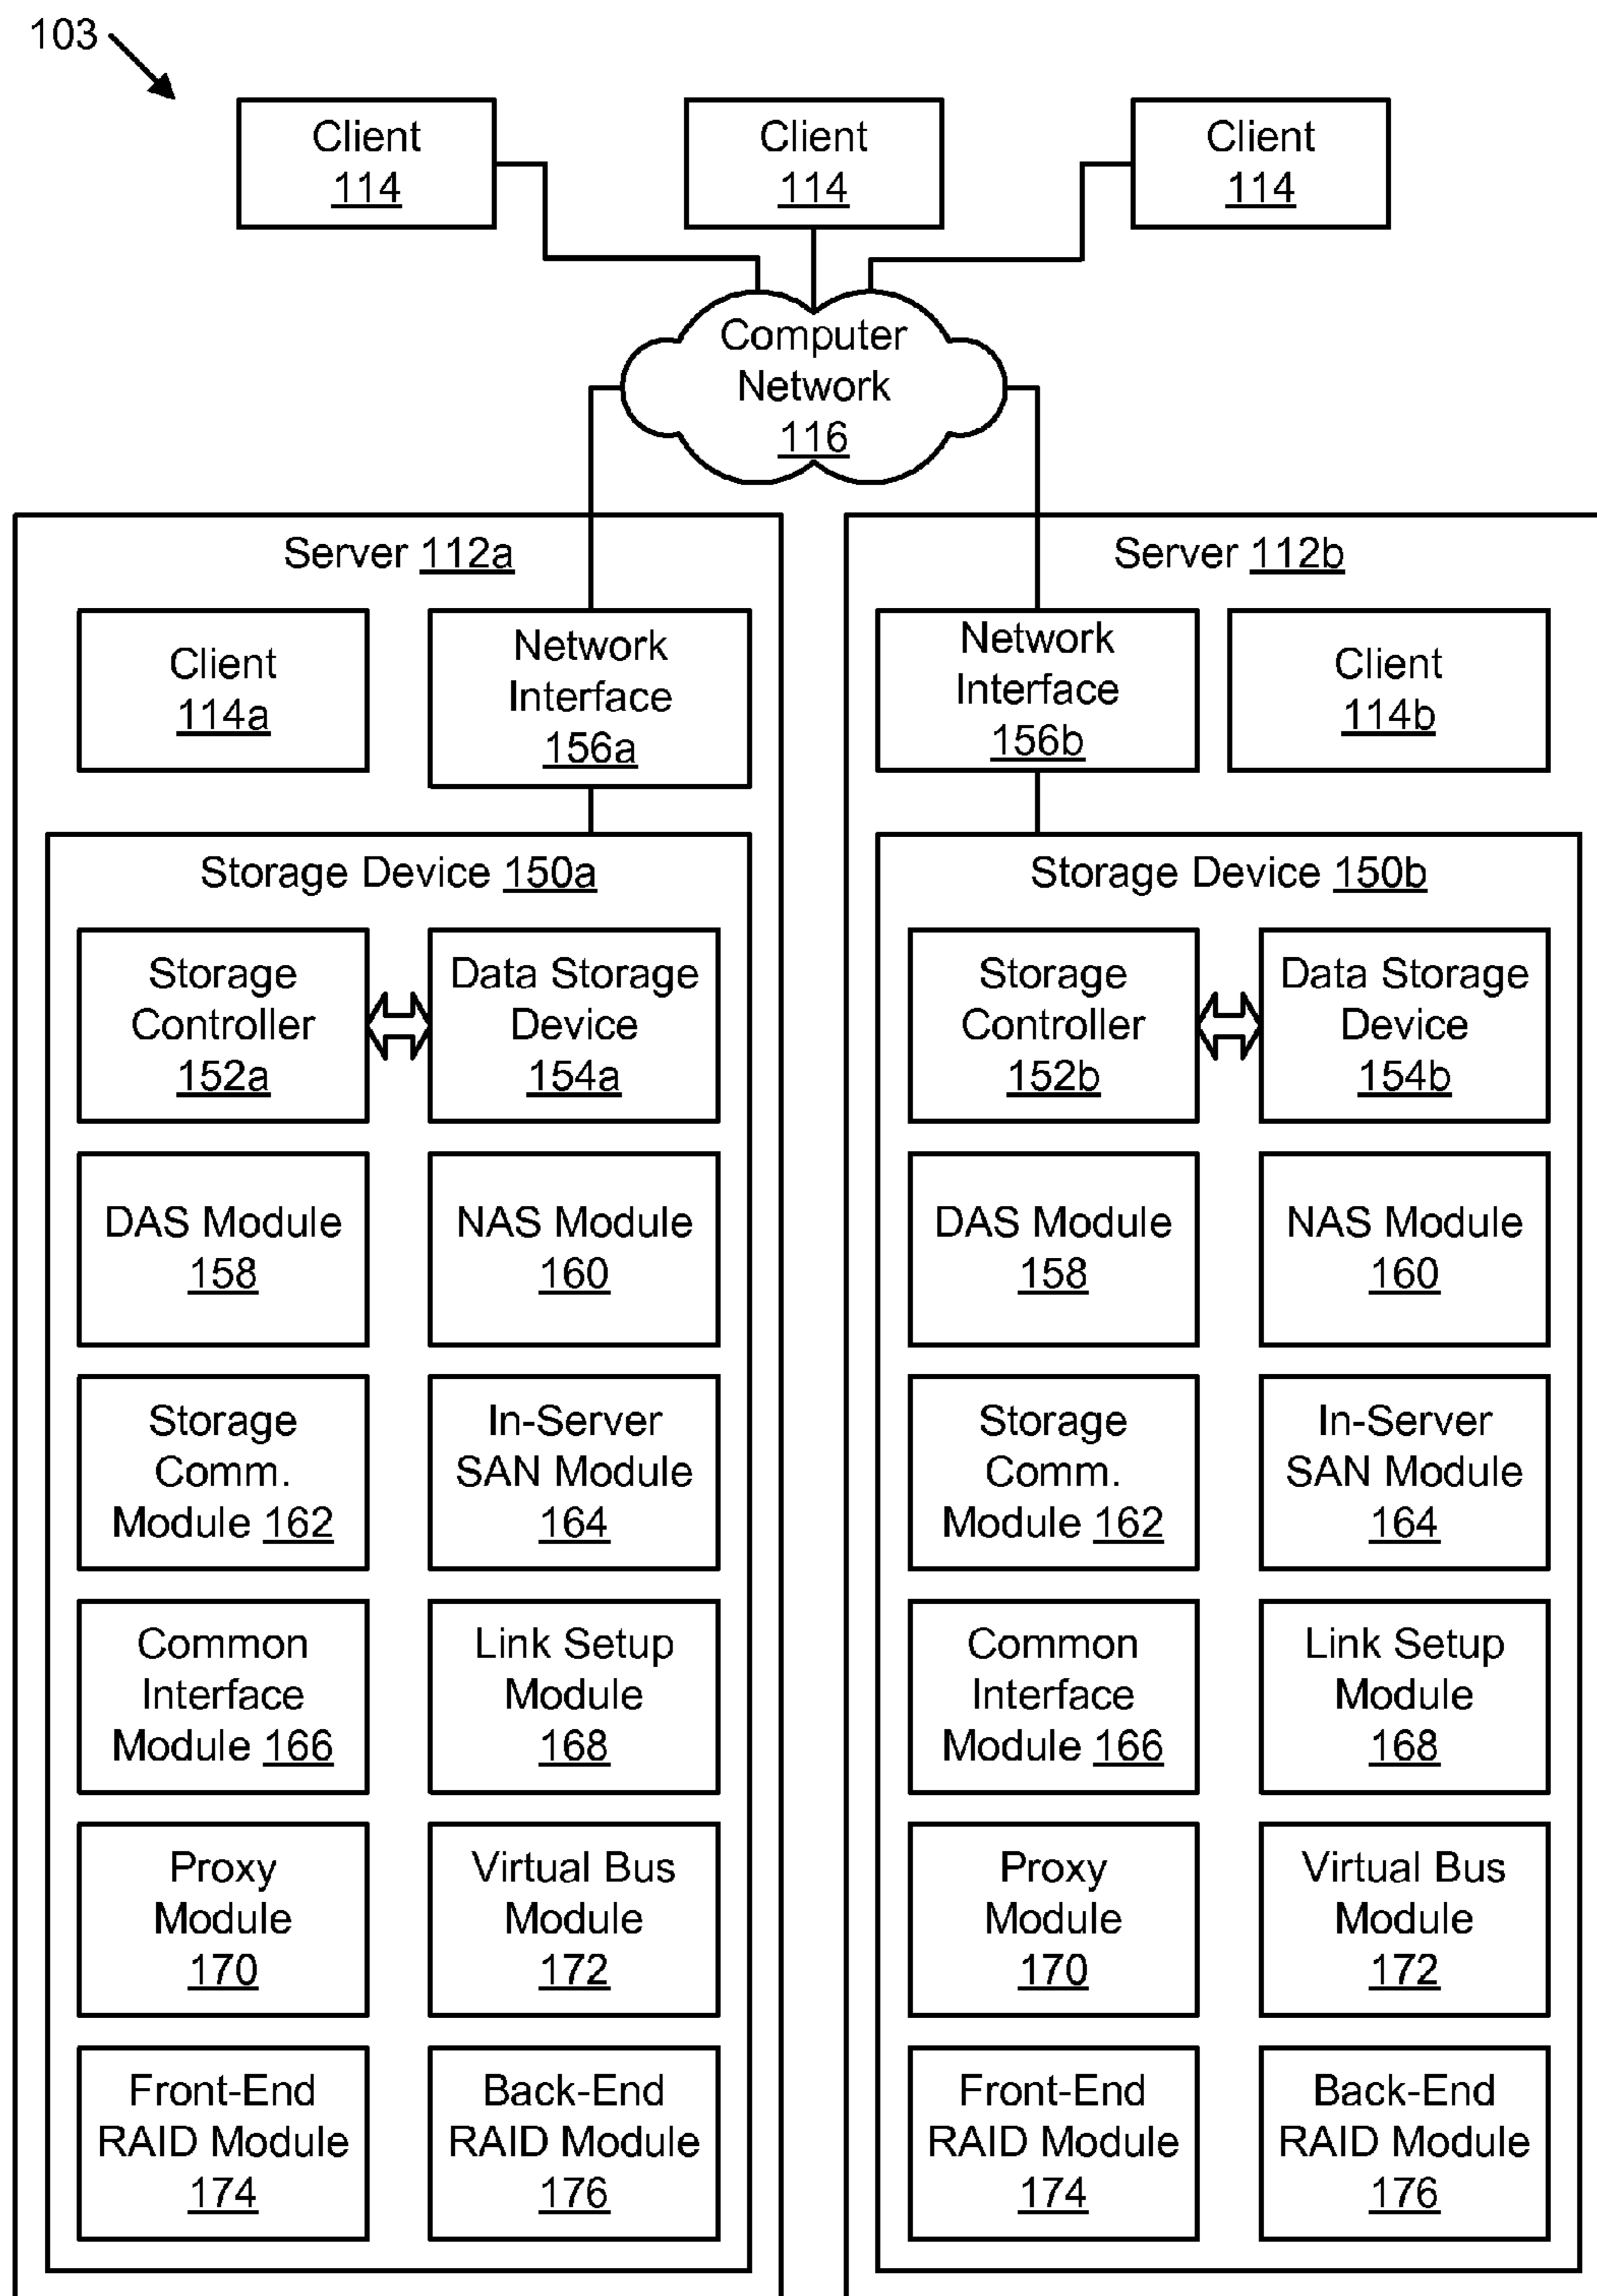 103
Client
114
Client
114
Client
114
Computer
Network
116
Server 112a
Client
114a
Network
Interface
156a
Storage Device 150a
Storage
Controller
152a
Data Storage
Device
154a
DAS Module
158
NAS Module
160
Storage
Comm.
Module 162
In-Server
SAN Module
164
Common
Interface
Module 166
Link Setup
Module
168
Proxy
Module
170
Virtual Bus
Module
172
Front-End
RAID Module
174
Back-End
RAID Module
176
Server 112b
Network
Interface
156b
Client
114b
Storage Device 150b
Storage
Controller
152b
Data Storage
Device
154b
DAS Module
158
NAS Module
160
Storage
Comm.
Module 162
In-Server
SAN Module
164
Common
Interface
Module 166
Link Setup
Module
168
Proxy
Module
170
Virtual Bus
Module
172
Front-End
RAID Module
174
Back-End
RAID Module
176